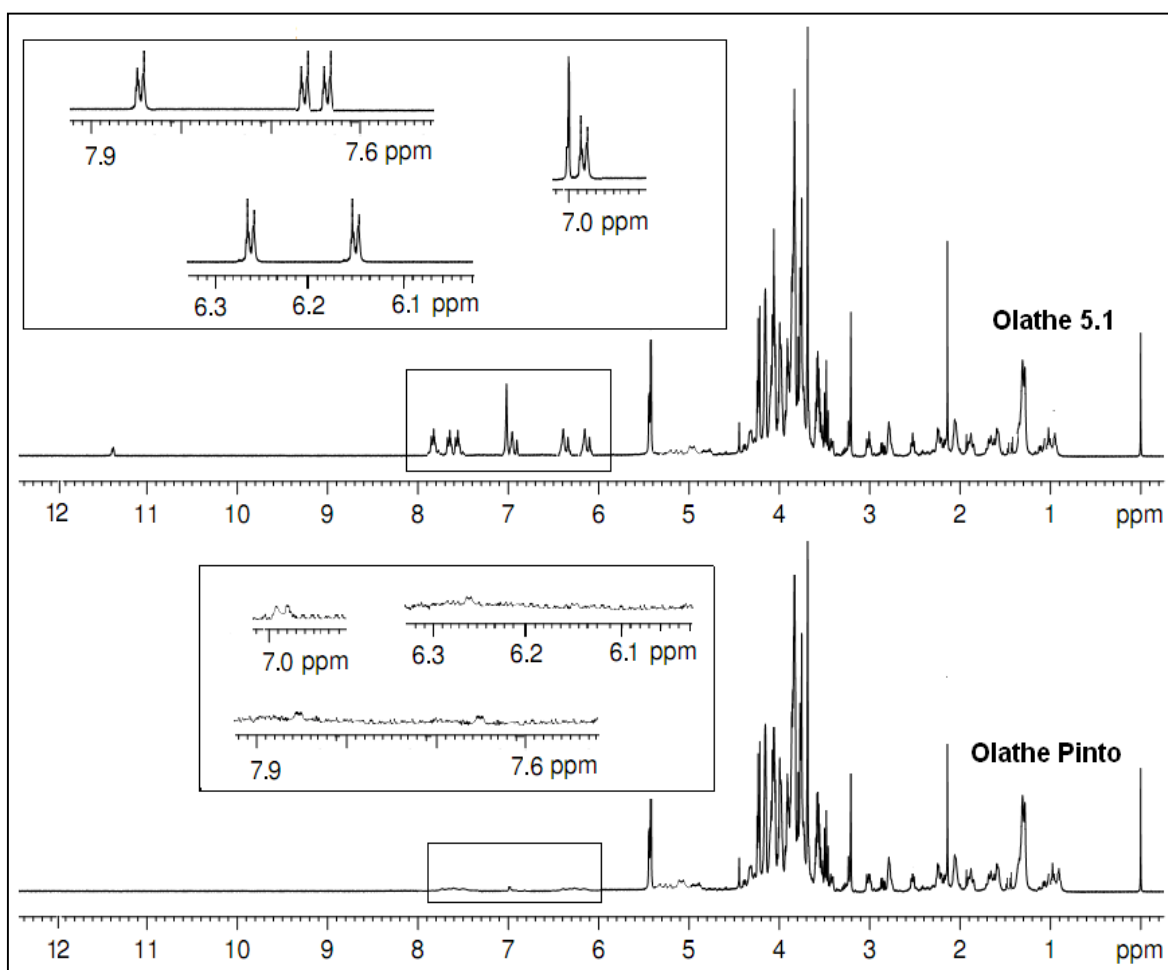 7.9 7.6 ppm
7.0 ppm
6.3 6.2 6.1 ppm
Olathe 5.1
12 11 10 9 8 7 6 5 4 3 2 1 ppm
7.0 ppm
6.3 6.2 6.1 ppm
7.9 7.6 ppm
Olathe Pinto
12 11 10 9 8 7 6 5 4 3 2 1 ppm